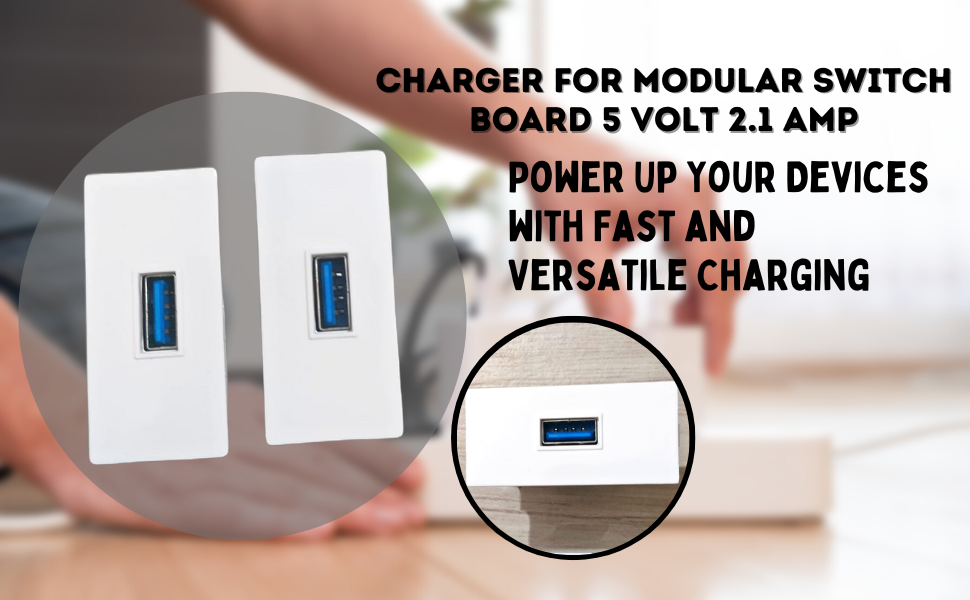 CHARGER FOR MODULAR SWITCH
BOARD 5 VOLT 2.1 AMP
POWER UP YOUR DEVICES
WITH FAST AND
VERSATILE CHARGING